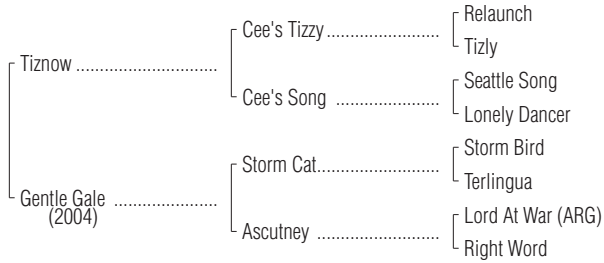 Relaunch
Cee's Tizzy
Tizly
Tiznow
Seattle Song
Cee's Song
Lonely Dancer
Storm Bird
Storm Cat
Terlingua
Gentle Gale
(2004)
Lord At War (ARG)
Ascutney
Right Word